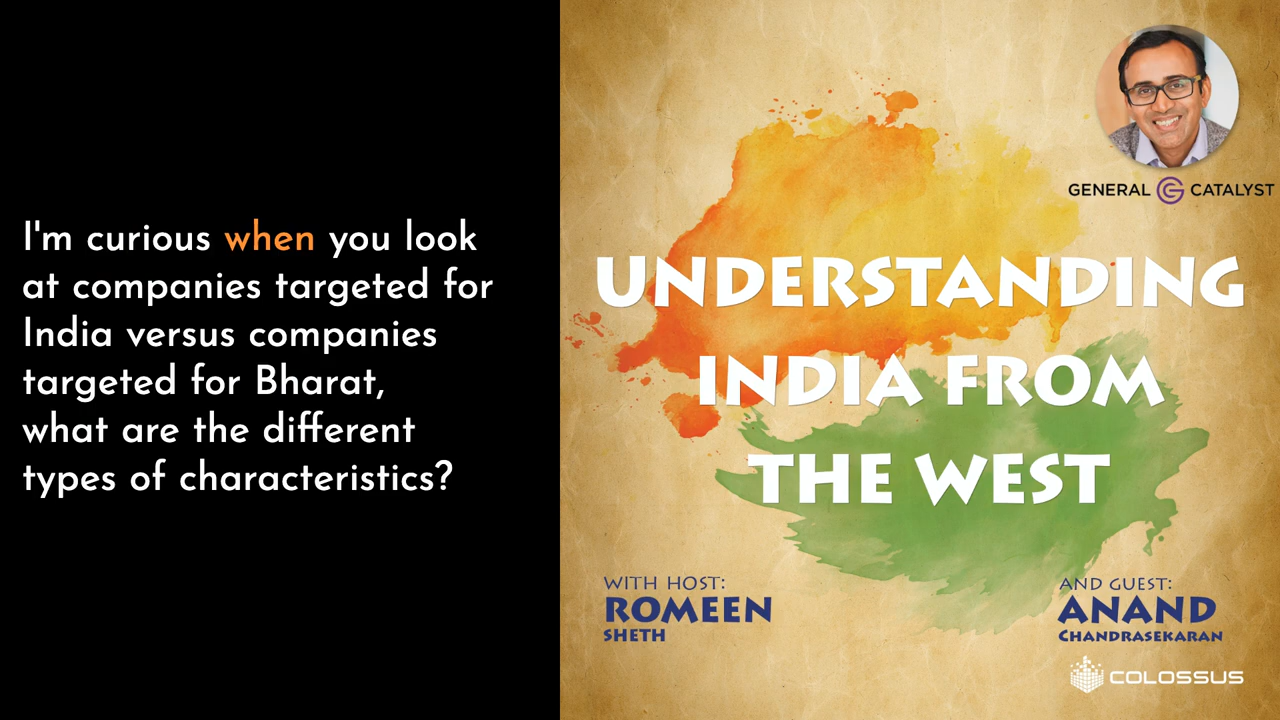 I'm curious when you look
at companies targeted for
India versus companies
targeted for Bharat,
what are the different
types of characteristics?
GENERAL CATALYST
UNDERSTANDING
INDIA FROM
THE WEST
WITH HOST:
ROMEEN
SHETH
AND GUEST:
ANAND
CHANDRASEKARAN
COLOSSUS